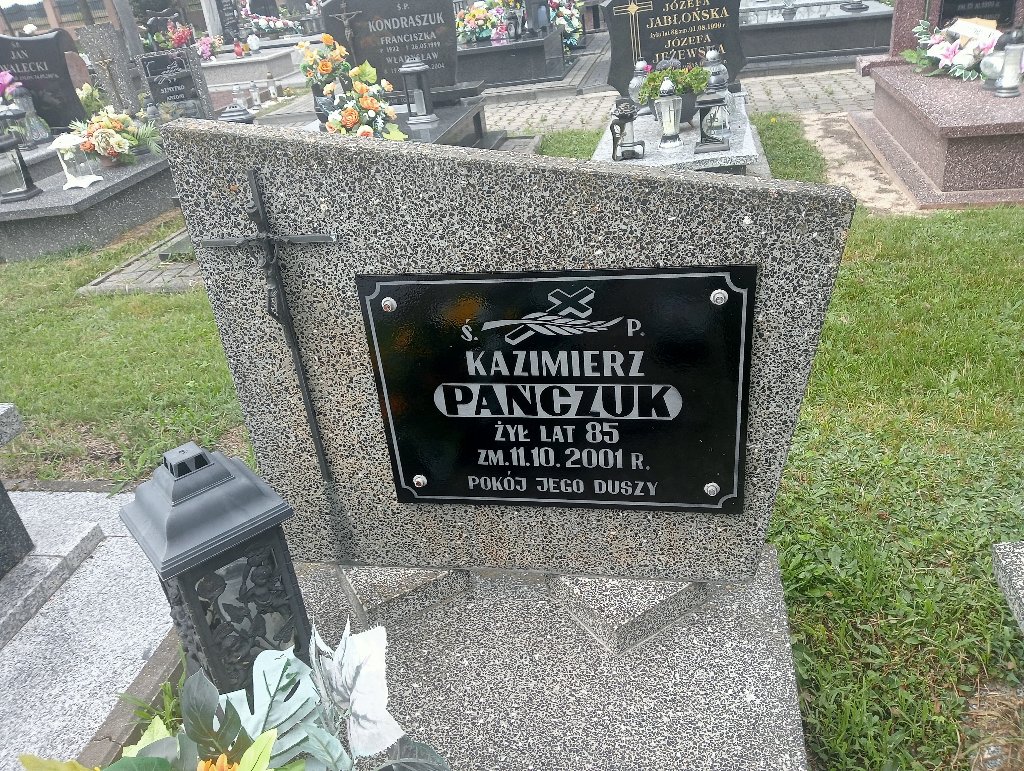 KONDRASZUK
FRANCISZKA
JABŁOŃSKA
JÓZEFA
Ś. P.
KAZIMIERZ
PAŃCZUK
ŻYŁ LAT 85
ZM. 11.10. 2001 R.
POKÓJ JEGO DUSZY